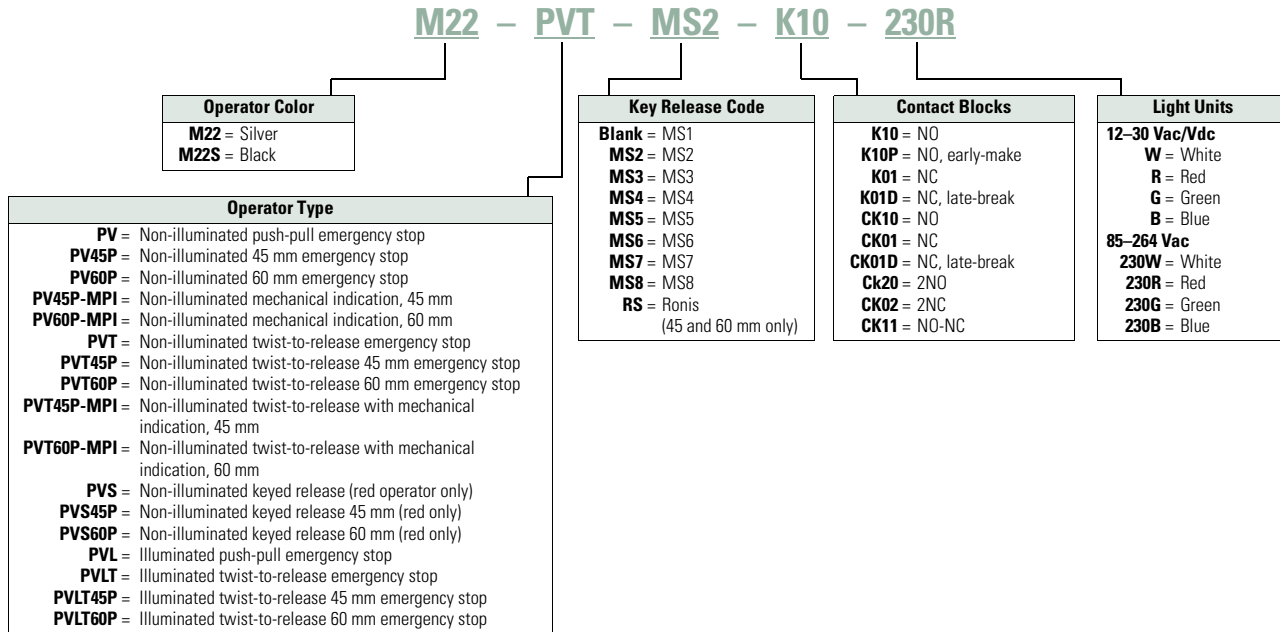 M22 – PVT – MS2 – K10 – 230R
Operator Color
M22 = Silver
M22S = Black
Operator Type
PV = Non-illuminated push-pull emergency stop
PV45P = Non-illuminated 45 mm emergency stop
PV60P = Non-illuminated 60 mm emergency stop
PV45P-MPI = Non-illuminated mechanical indication, 45 mm
PV60P-MPI = Non-illuminated mechanical indication, 60 mm
PVT = Non-illuminated twist-to-release emergency stop
PVT45P = Non-illuminated twist-to-release 45 mm emergency stop
PVT60P = Non-illuminated twist-to-release 60 mm emergency stop
PVT45P-MPI = Non-illuminated twist-to-release with mechanical
indication, 45 mm
PVT60P-MPI = Non-illuminated twist-to-release with mechanical
indication, 60 mm
PVS = Non-illuminated keyed release (red operator only)
PVS45P = Non-illuminated keyed release 45 mm (red only)
PVS60P = Non-illuminated keyed release 60 mm (red only)
PVL = Illuminated push-pull emergency stop
PVLT = Illuminated twist-to-release emergency stop
PVLT45P = Illuminated twist-to-release 45 mm emergency stop
PVLT60P = Illuminated twist-to-release 60 mm emergency stop
Key Release Code
Blank = MS1
MS2 = MS2
MS3 = MS3
MS4 = MS4
MS5 = MS5
MS6 = MS6
MS7 = MS7
MS8 = MS8
RS = Ronis
(45 and 60 mm only)
Contact Blocks
K10 = NO
K10P = NO, early-make
K01 = NC
K01D = NC, late-break
CK10 = NO
CK01 = NC
CK01D = NC, late-break
Ck20 = 2NO
CK02 = 2NC
CK11 = NO-NC
Light Units
12–30 Vac/Vdc
W = White
R = Red
G = Green
B = Blue
85–264 Vac
230W = White
230R = Red
230G = Green
230B = Blue